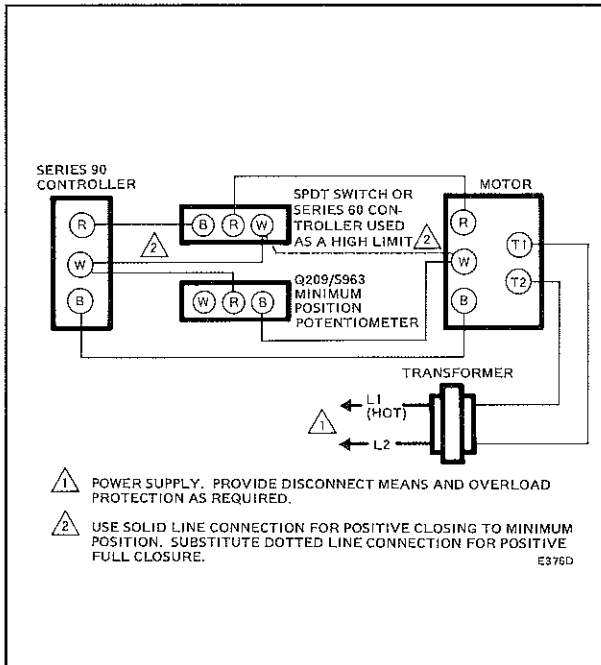 SERIES 90
CONTROLLER
R
W
B
2
B R W
SPDT SWITCH OR
SERIES 60 CON-
TROLLER USED
AS A HIGH LIMIT
2
W R B
Q209/S963
MINIMUM
POSITION
POTENTIOMETER
MOTOR
R
W
B
T1
T2
TRANSFORMER
L1
(HOT)
1
L2
1 POWER SUPPLY. PROVIDE DISCONNECT MEANS AND OVERLOAD
PROTECTION AS REQUIRED.
2 USE SOLID LINE CONNECTION FOR POSITIVE CLOSING TO MINIMUM
POSITION. SUBSTITUTE DOTTED LINE CONNECTION FOR POSITIVE
FULL CLOSURE.
E376D